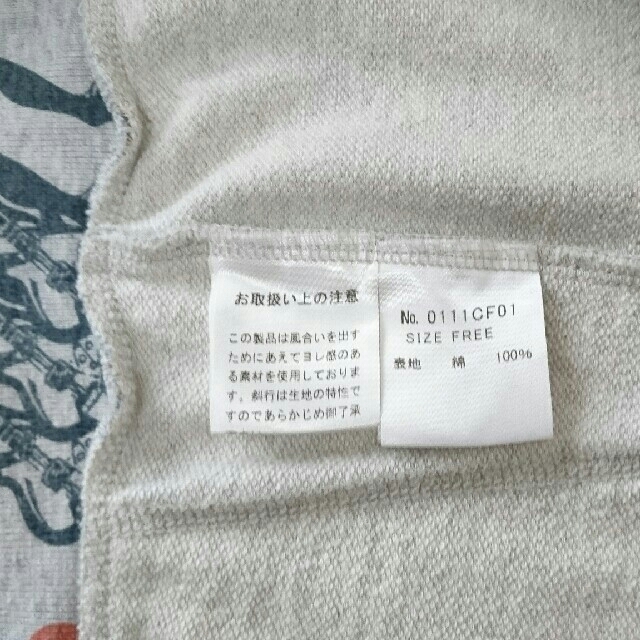 お取扱い上の注意
この製品は風合いを出す
ためにあえてヨレ感のあ
る素材を使用しておりま
す。斜行は生地の特性で
すのであらかじめ御了承
No. 0111CF01
SIZE FREE
表地 綿 100%